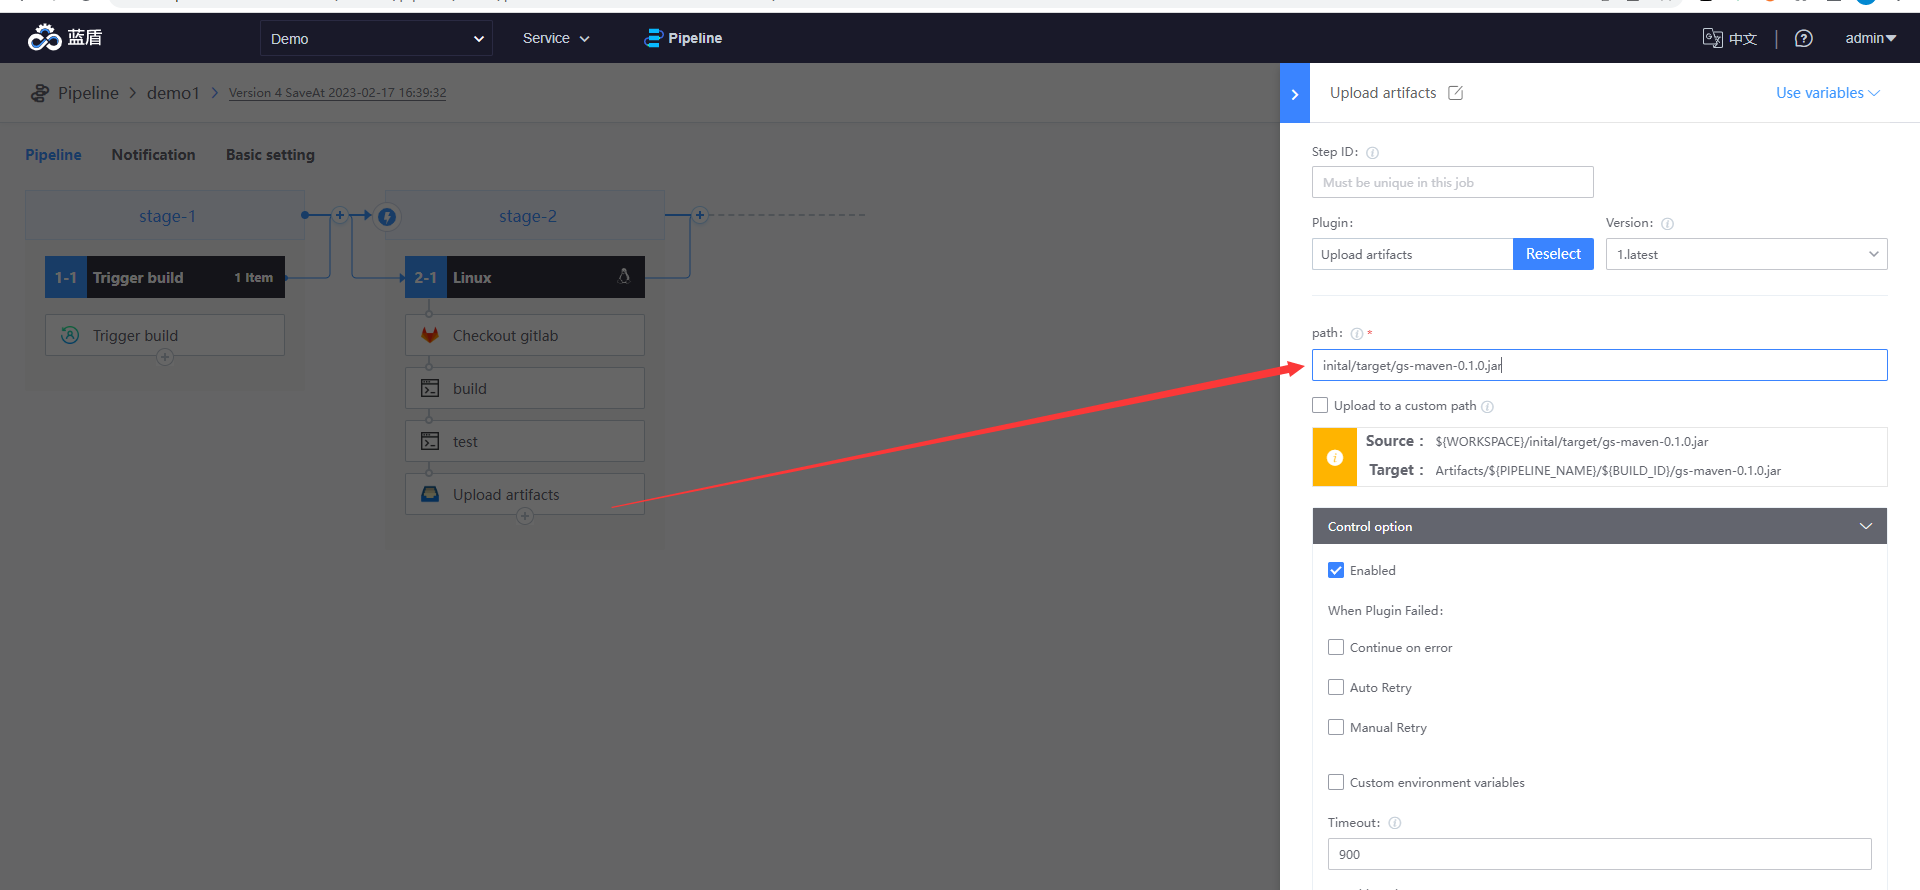 蓝盾
Demo
Service
Pipeline
中文
admin
Pipeline > demo1 > Version 4 SaveAt 2023-02-17 16:39:32
Pipeline
Notification
Basic setting
stage-1
stage-2
1-1 Trigger build 1 Item
Trigger build
2-1 Linux
Checkout gitlab
build
test
Upload artifacts
Upload artifacts
Use variables
Step ID:
Must be unique in this job
Plugin:
Version:
Upload artifacts
Reselect
1.latest
path: *
inital/target/gs-maven-0.1.0.jar
Upload to a custom path
Source : ${WORKSPACE}/inital/target/gs-maven-0.1.0.jar
Target : Artifacts/${PIPELINE_NAME}/${BUILD_ID}/gs-maven-0.1.0.jar
Control option
Enabled
When Plugin Failed:
Continue on error
Auto Retry
Manual Retry
Custom environment variables
Timeout:
900